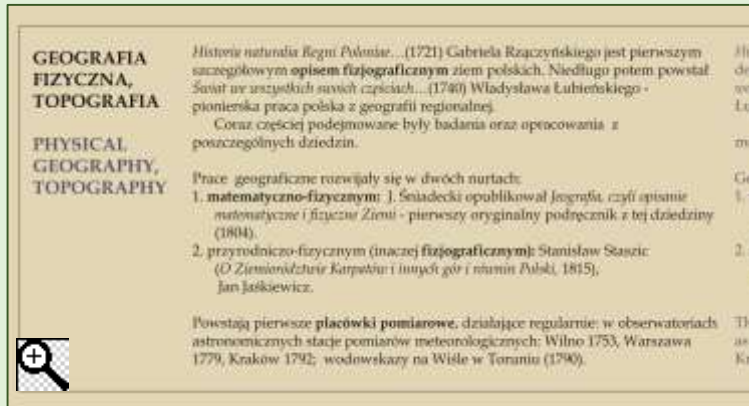 GEOGRAFIA
FIZYCZNA,
TOPOGRAFIA
PHYSICAL
GEOGRAPHY,
TOPOGRAPHY
Historia naturalis Regni Poloniae…(1721) Gabriela Rzączyńskiego jest pierwszym
szczegółowym opisem fizjograficznym ziem polskich. Niedługo potem powstał
Świat we wszystkich swoich częściach…(1740) Władysława Łubieńskiego -
pionierska praca polska z geografii regionalnej.
Coraz częściej podejmowane były badania oraz opracowania z
poszczególnych dziedzin.
Prace geograficzne rozwijały się w dwóch nurtach:
1. matematyczno-fizycznym: J. Śniadecki opublikował Jeografia, czyli opisanie
matematyczne i fizyczne Ziemi - pierwszy oryginalny podręcznik z tej dziedziny
(1804).
2. przyrodniczo-fizycznym (inaczej fizjograficznym): Stanisław Staszic
(O Ziemiorództwie Karpatów i innych gór i równin Polski, 1815),
Jan Jaśkiewicz.
Powstają pierwsze placówki pomiarowe, działające regularnie: w obserwatoriach
astronomicznych stacje pomiarów meteorologicznych: Wilno 1753, Warszawa
1779, Kraków 1792; wodowskazy na Wiśle w Toruniu (1790).